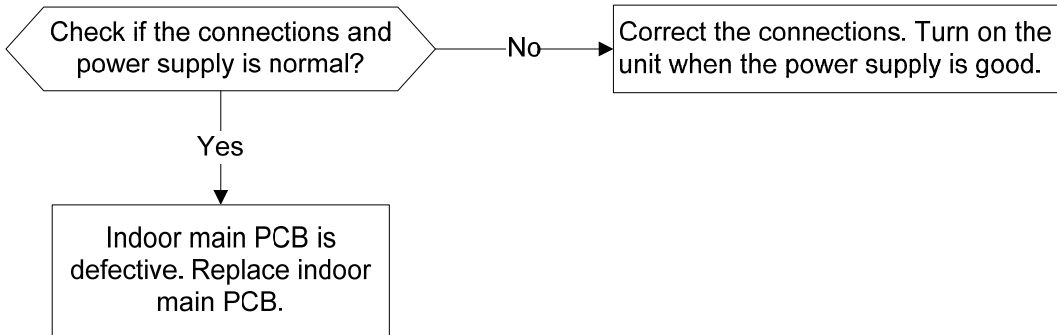 Check if the connections and
power supply is normal?
No
Correct the connections. Turn on the
unit when the power supply is good.
Yes
Indoor main PCB is
defective. Replace indoor
main PCB.